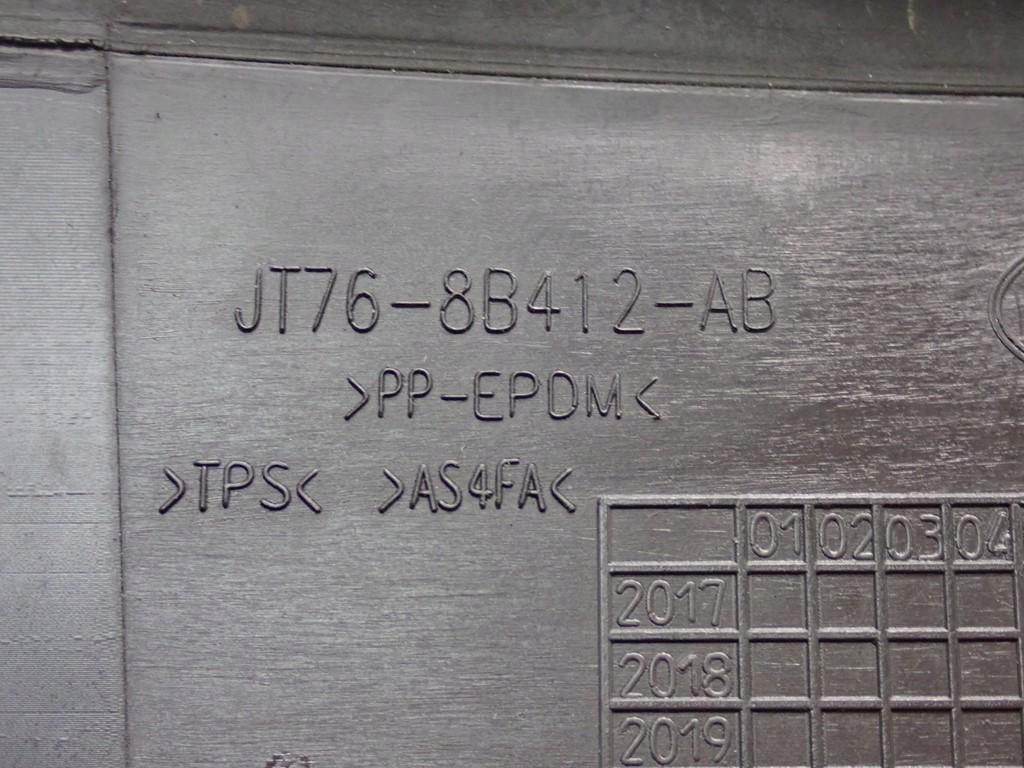 JT76-8B412-AB
>PP-EPDM<
>TPS< >AS4FA<
01 02 03 04
2017
2018
2019